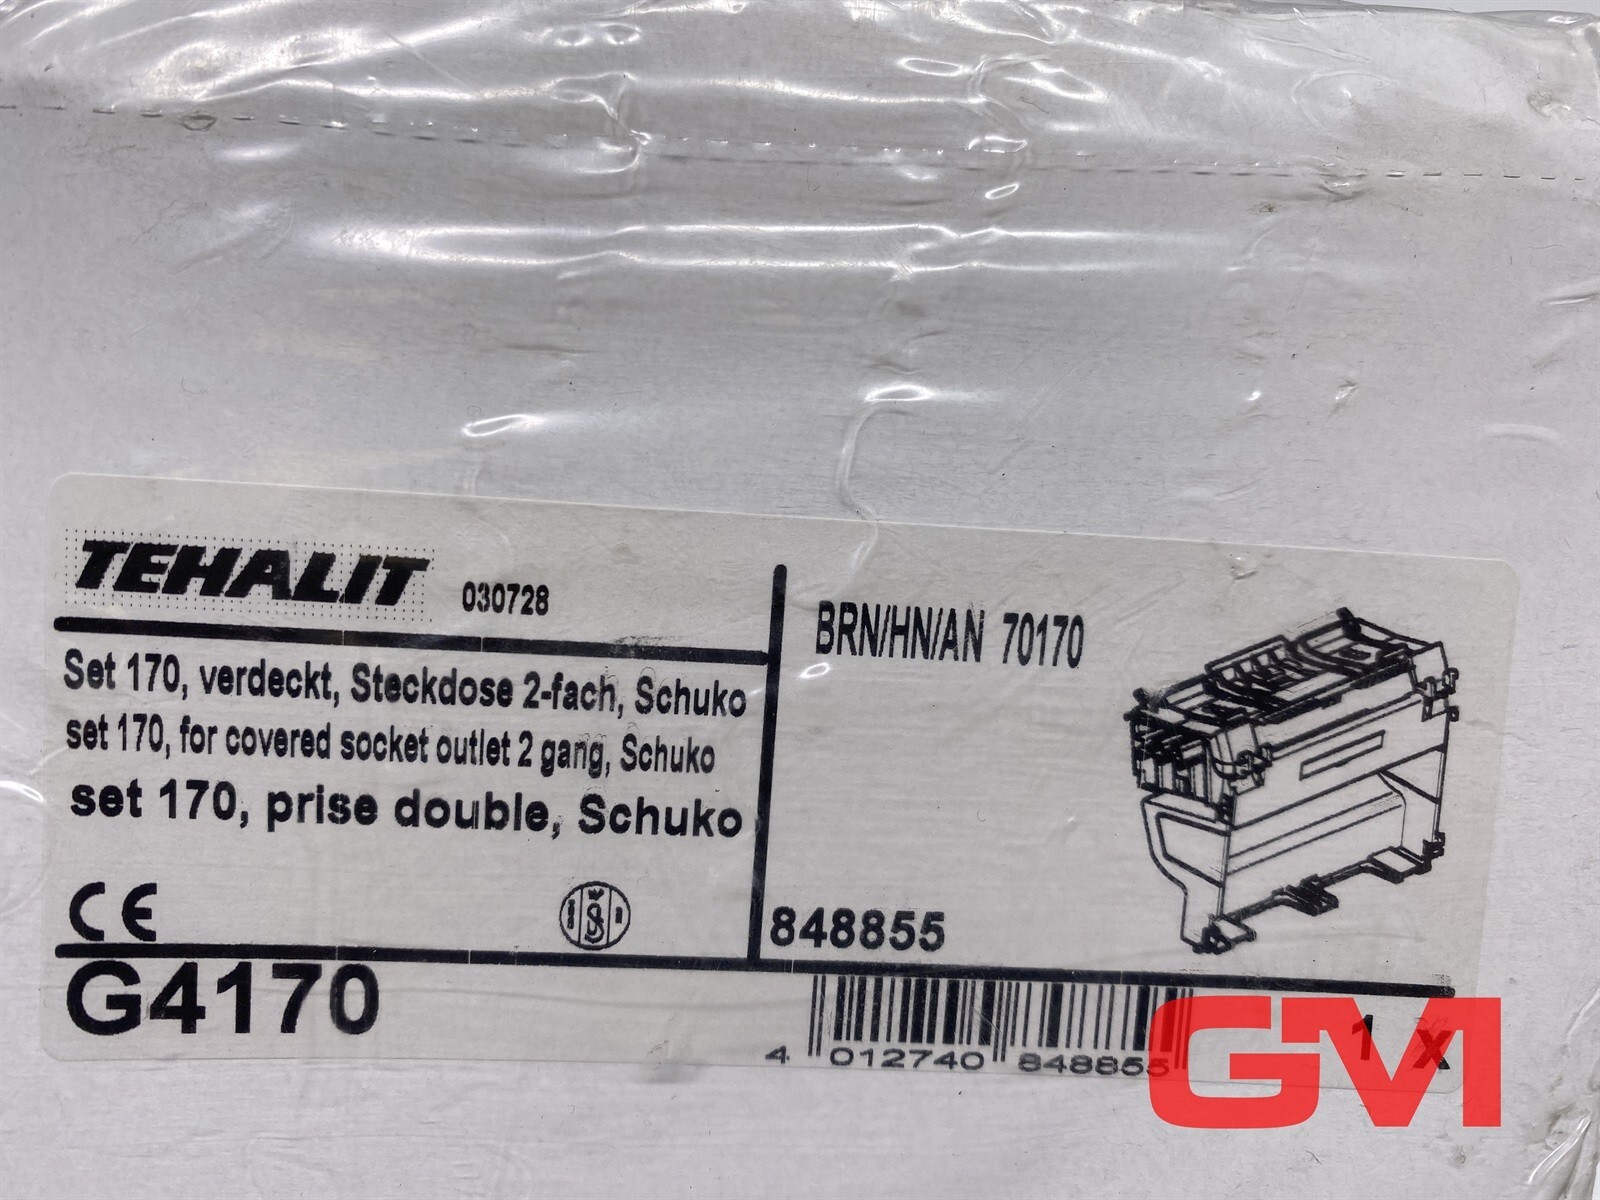 TEHALIT 030728
Set 170, verdeckt, Steckdose 2-fach, Schuko
set 170, for covered socket outlet 2 gang, Schuko
set 170, prise double, Schuko
CE
G4170
BRN/HN/AN 70170
848855
4 012740 848855
1 x
GM